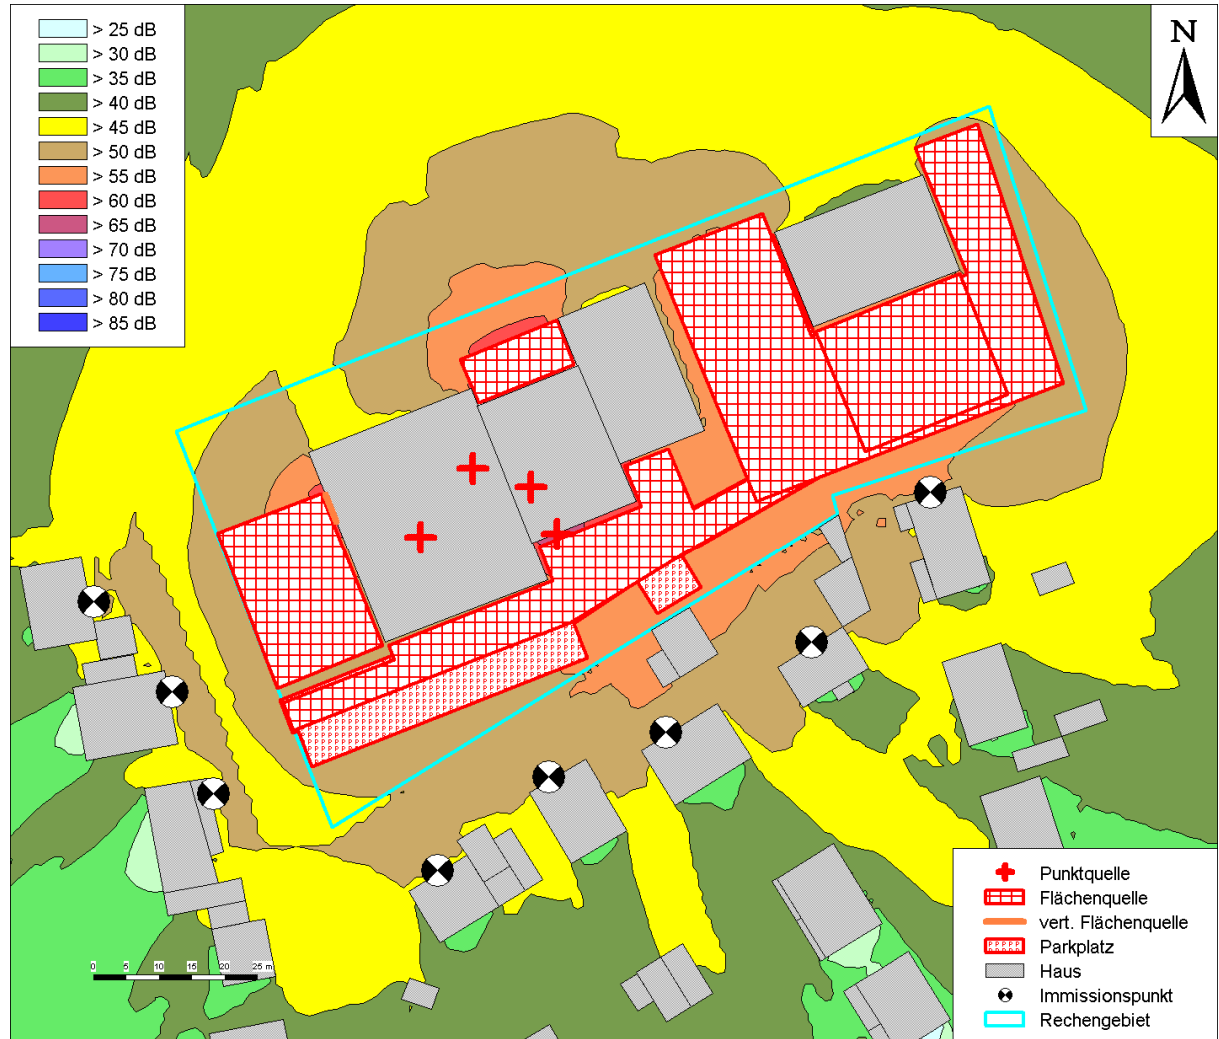 > 25 dB
> 30 dB
> 35 dB
> 40 dB
> 45 dB
> 50 dB
> 55 dB
> 60 dB
> 65 dB
> 70 dB
> 75 dB
> 80 dB
> 85 dB
N
0 5 10 15 20 25 m
Punktquelle
Flächenquelle
vert. Flächenquelle
Parkplatz
Haus
Immissionspunkt
Rechengebiet